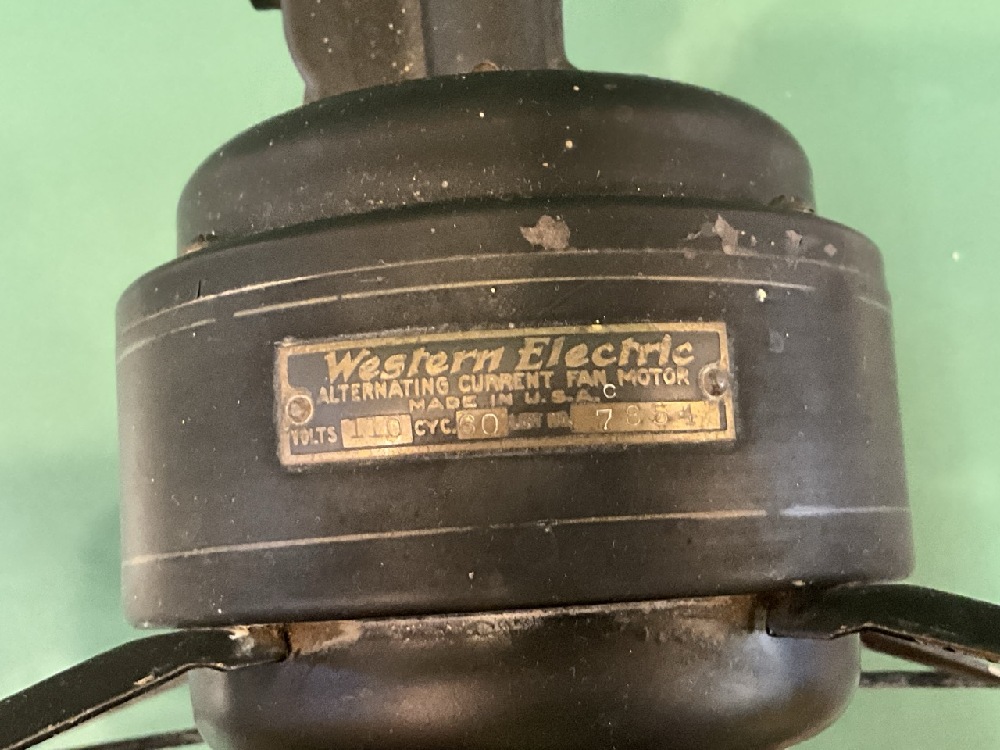 Western Electric
ALTERNATING CURRENT FAN MOTOR
MADE IN U.S.A. C
VOLTS 110 CYC. 60